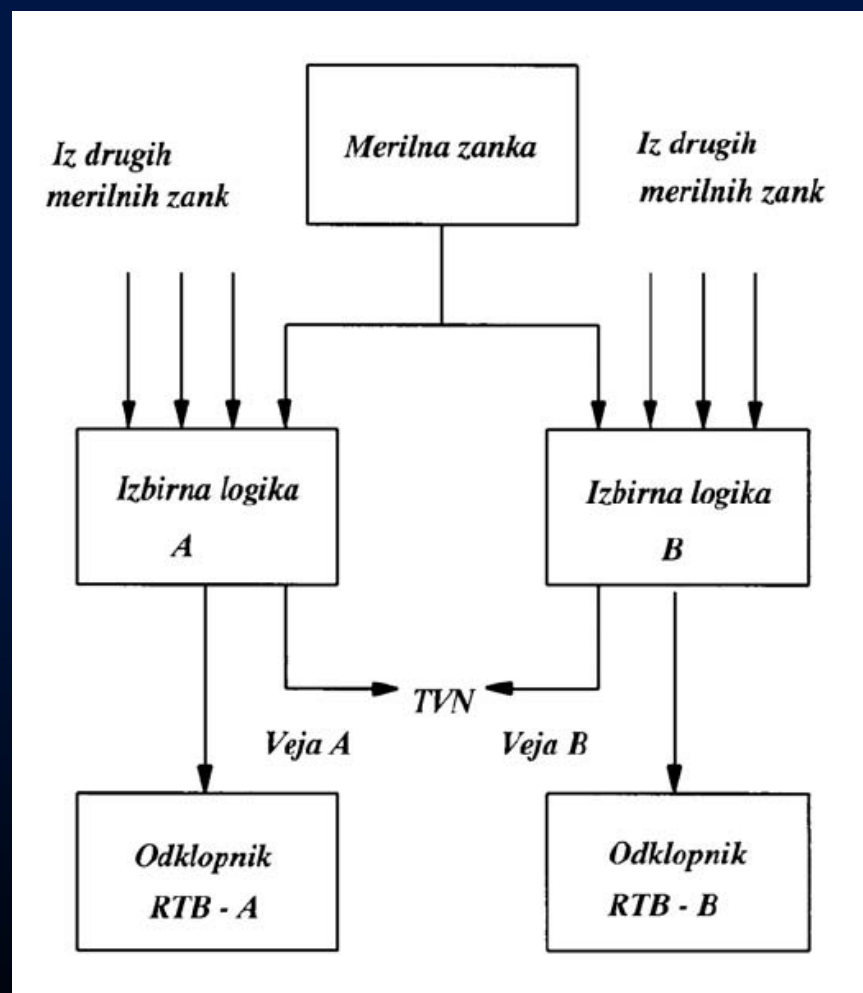 Merilna zanka
Iz drugih
merilnih zank
Iz drugih
merilnih zank
Izbirna logika
A
Izbirna logika
B
TVN
Veja A
Veja B
Odklopnik
RTB - A
Odklopnik
RTB - B